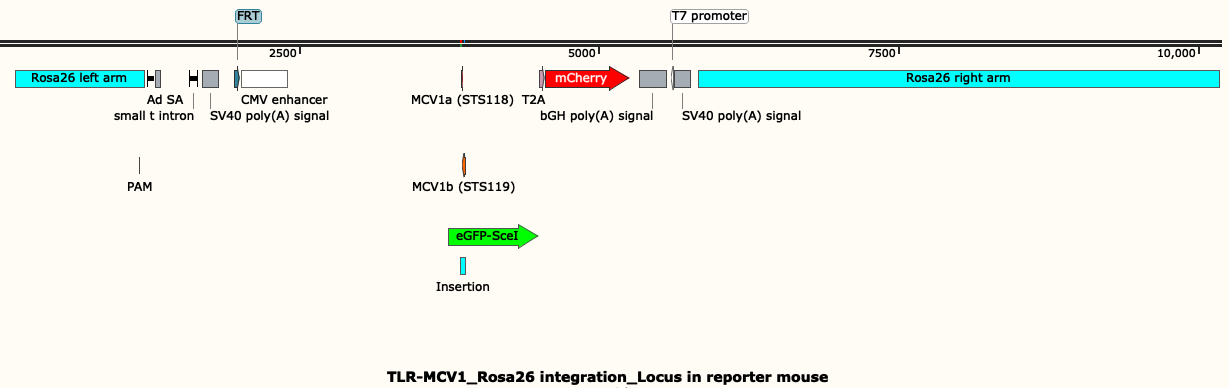 FRT
T7 promoter
2500
5000
7500
10,000
Rosa26 left arm
mCherry
Rosa26 right arm
Ad SA
CMV enhancer
MCV1a (STS118)
T2A
small t intron
SV40 poly(A) signal
bGH poly(A) signal
SV40 poly(A) signal
PAM
MCV1b (STS119)
eGFP-SceI
Insertion
TLR-MCV1_Rosa26 integration_Locus in reporter mouse